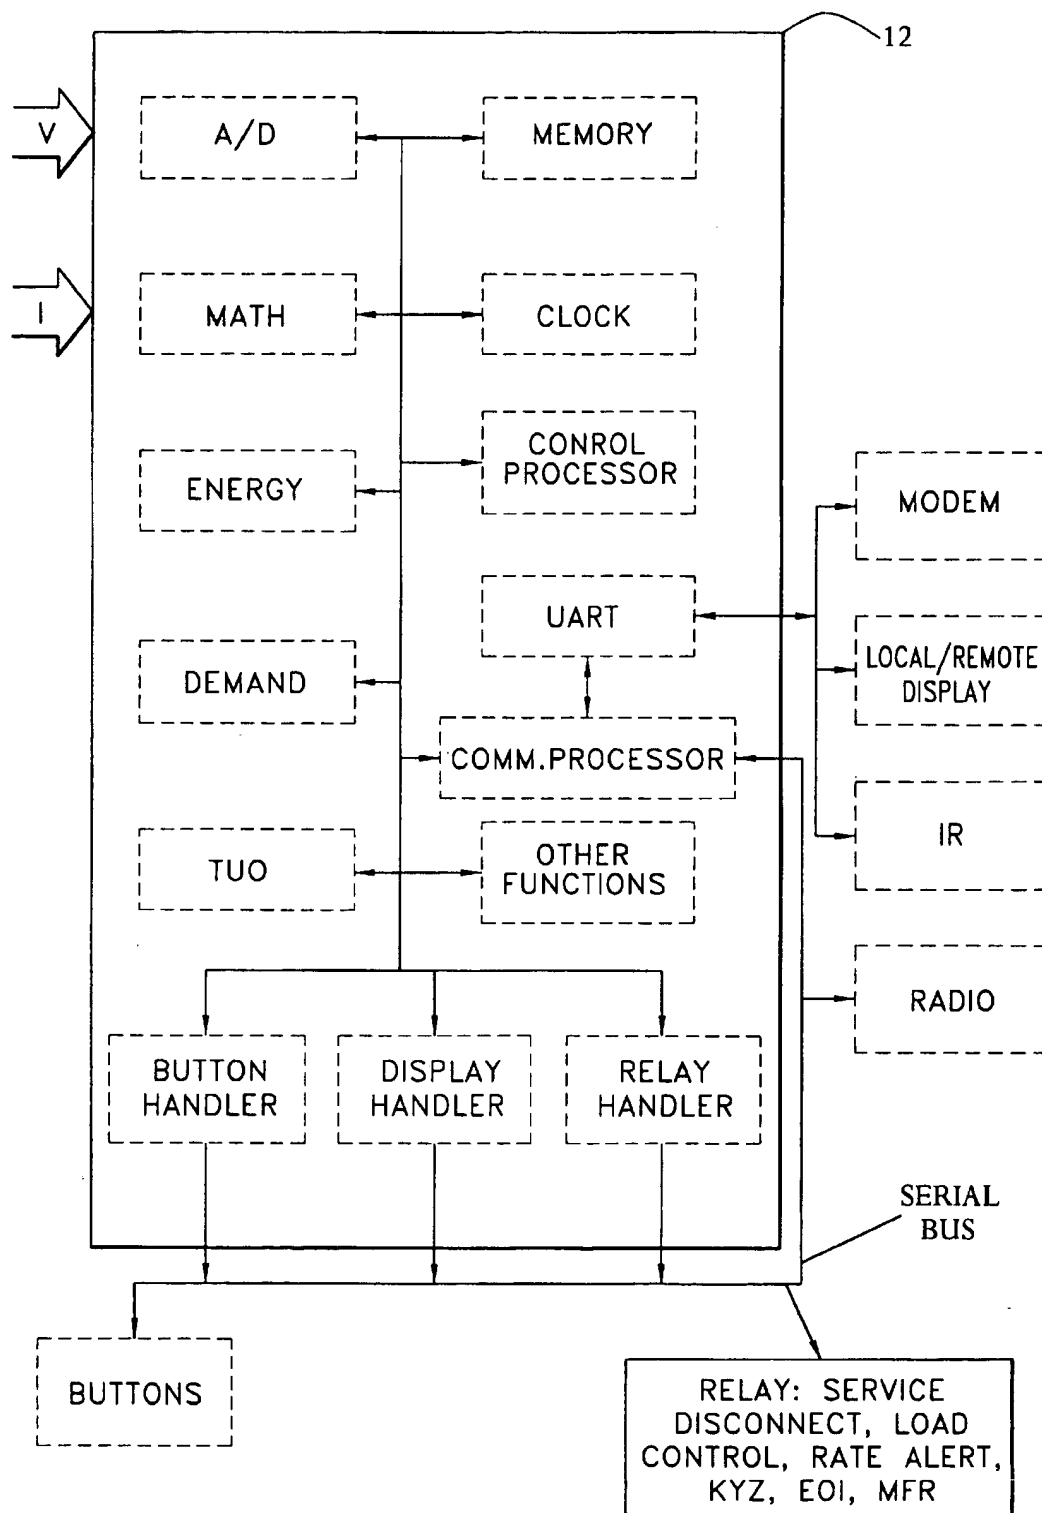 12
V
A/D
MEMORY
I
MATH
CLOCK
CONROL
PROCESSOR
ENERGY
MODEM
UART
LOCAL/REMOTE
DISPLAY
DEMAND
COMM.PROCESSOR
IR
TUO
OTHER
FUNCTIONS
RADIO
BUTTON
HANDLER
DISPLAY
HANDLER
RELAY
HANDLER
SERIAL
BUS
BUTTONS
RELAY: SERVICE
DISCONNECT, LOAD
CONTROL, RATE ALERT,
KYZ, EOI, MFR